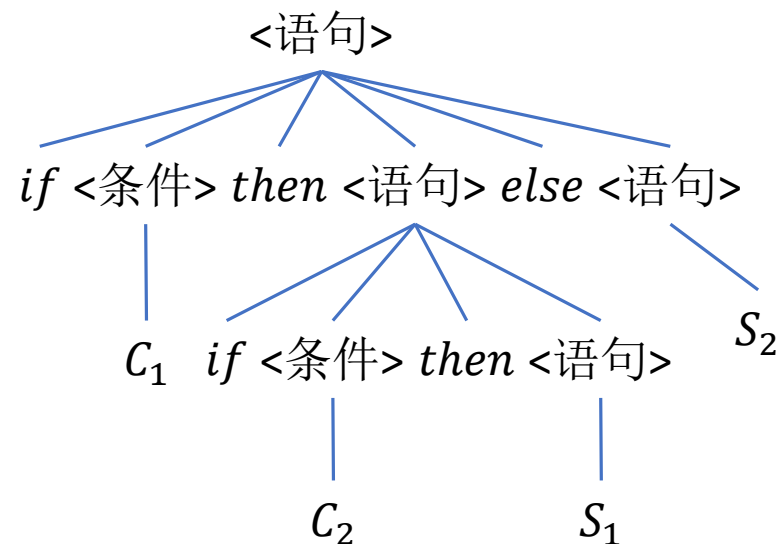 <语句>
if <条件> then <语句> else <语句>
C₁ if <条件> then <语句> S₂
C₂ S₁